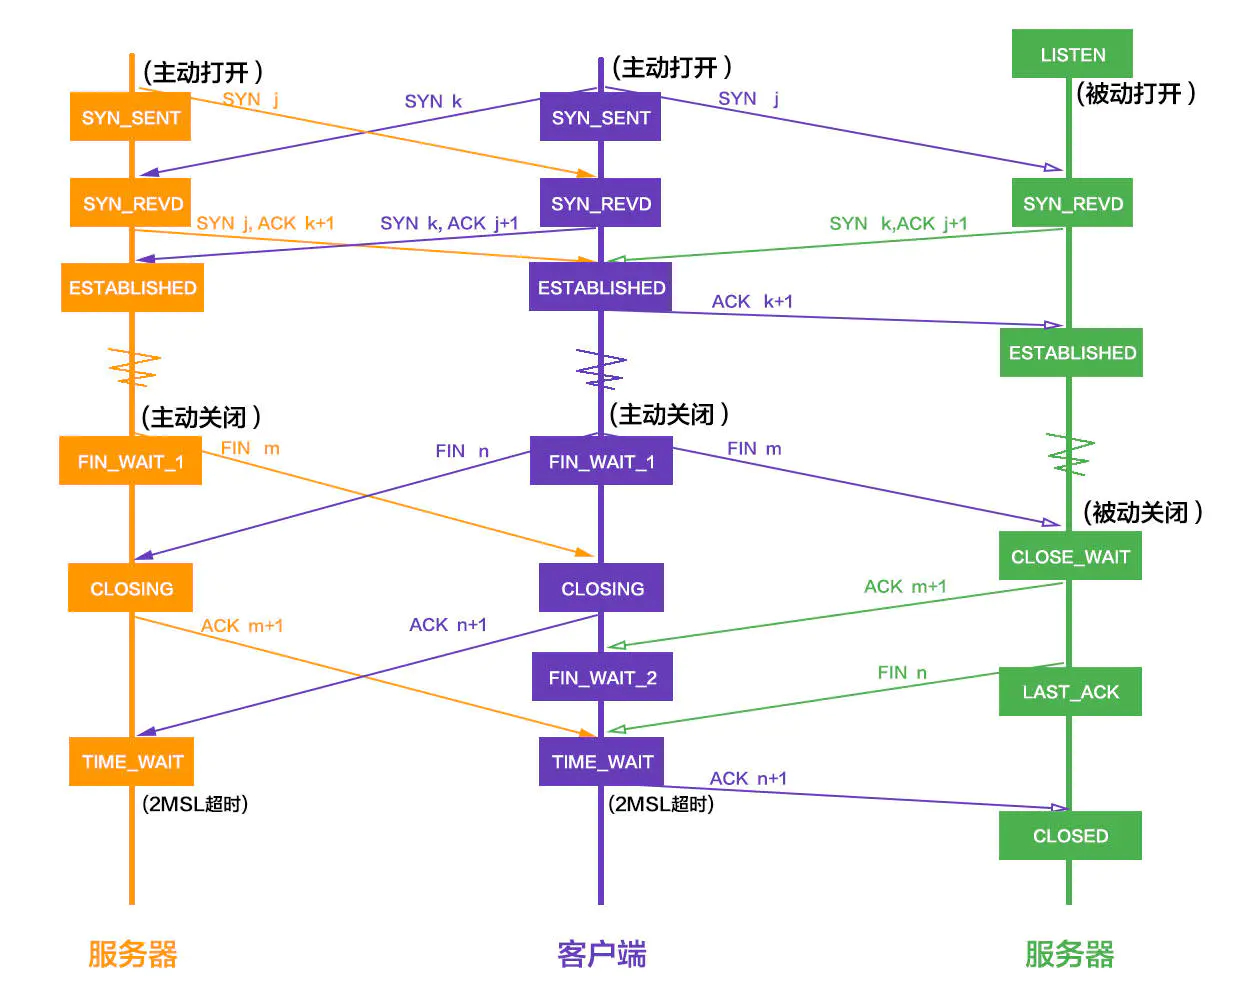 LISTEN
(主动打开)
(主动打开)
(被动打开)
SYN j
SYN k
SYN j
SYN_SENT
SYN_SENT
SYN_REVD
SYN_REVD
SYN_REVD
SYN j, ACK k+1
SYN k, ACK j+1
SYN k,ACK j+1
ESTABLISHED
ESTABLISHED
ACK k+1
ESTABLISHED
(主动关闭)
(主动关闭)
FIN m
FIN n
FIN m
FIN_WAIT_1
FIN_WAIT_1
(被动关闭)
CLOSE_WAIT
CLOSING
CLOSING
ACK m+1
ACK m+1
ACK n+1
FIN_WAIT_2
FIN n
LAST_ACK
TIME_WAIT
TIME_WAIT
ACK n+1
(2MSL超时)
(2MSL超时)
CLOSED
服务器
客户端
服务器